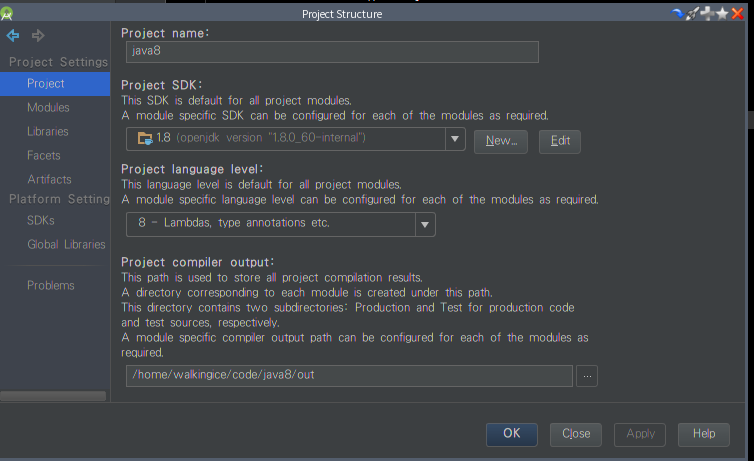 Project Structure
Project Settings
Project
Modules
Libraries
Facets
Artifacts
Platform Setting
SDKs
Global Libraries
Problems
Project name:
java8
Project SDK:
This SDK is default for all project modules.
A module specific SDK can be configured for each of the modules as required.
1.8 (openjdk version "1.8.0_60-internal")
New...
Edit
Project language level:
This language level is default for all project modules.
A module specific language level can be configured for each of the modules as required.
8 - Lambdas, type annotations etc.
Project compiler output:
This path is used to store all project compilation results.
A directory corresponding to each module is created under this path.
This directory contains two subdirectories: Production and Test for production code
and test sources, respectively.
A module specific compiler output path can be configured for each of the modules as
required.
/home/walkingice/code/java8/out
...
OK
Close
Apply
Help